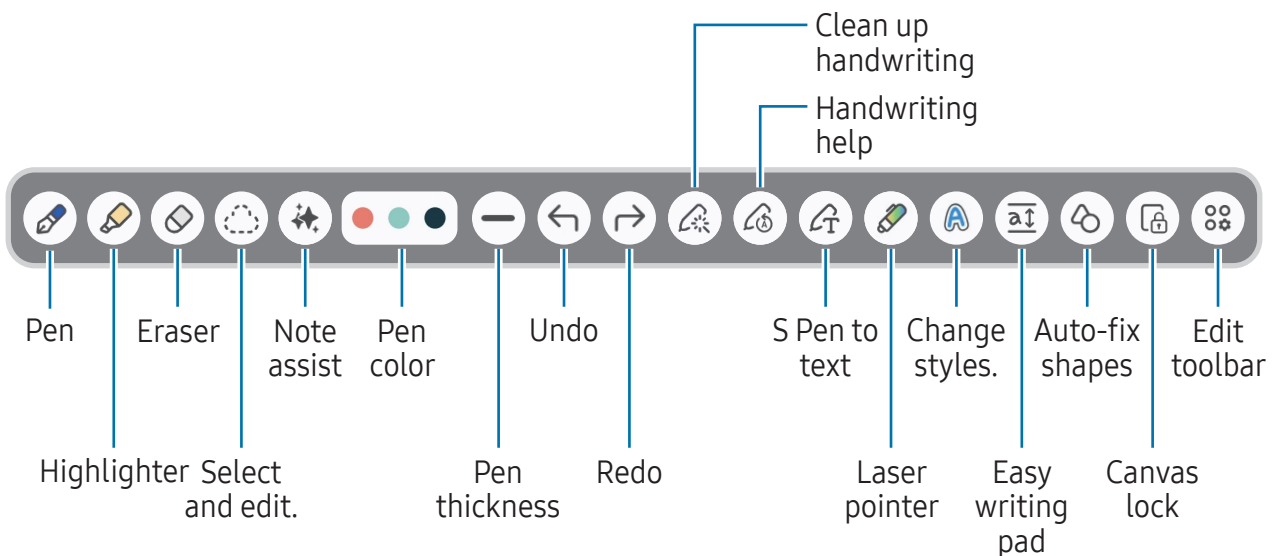 Clean up
handwriting
Handwriting
help
Pen
Eraser
Note
assist
Pen
color
Undo
S Pen to
text
Change
styles.
Auto-fix
shapes
Edit
toolbar
Highlighter
Select
and edit.
Pen
thickness
Redo
Laser
pointer
Easy
writing
pad
Canvas
lock